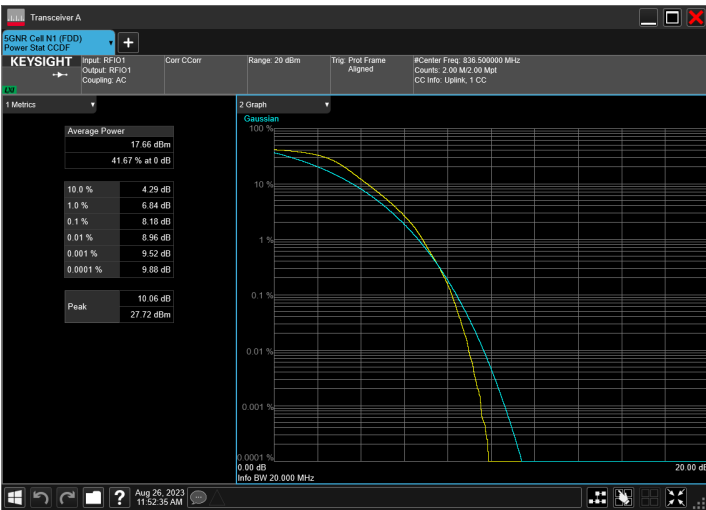 Transceiver A
5GNR Cell N1 (FDD)
Power Stat CCDF
KEYSIGHT
LXI
Input: RFIO1
Output: RFIO1
Coupling: AC
Corr CCorr
Range: 20 dBm
Trig: Prot Frame
Aligned
#Center Freq: 836.500000 MHz
Counts: 2.00 M/2.00 Mpt
CC Info: Uplink, 1 CC
1 Metrics
Average Power
17.66 dBm
41.67 % at 0 dB
10.0 % 4.29 dB
1.0 % 6.84 dB
0.1 % 8.18 dB
0.01 % 8.96 dB
0.001 % 9.52 dB
0.0001 % 9.88 dB
Peak
10.06 dB
27.72 dBm
2 Graph
Gaussian
100 %
10 %
1 %
0.1 %
0.01 %
0.001 %
0.0001 %
0.00 dB
20.00 dB
Info BW 20.000 MHz
?
Aug 26, 2023
11:52:35 AM